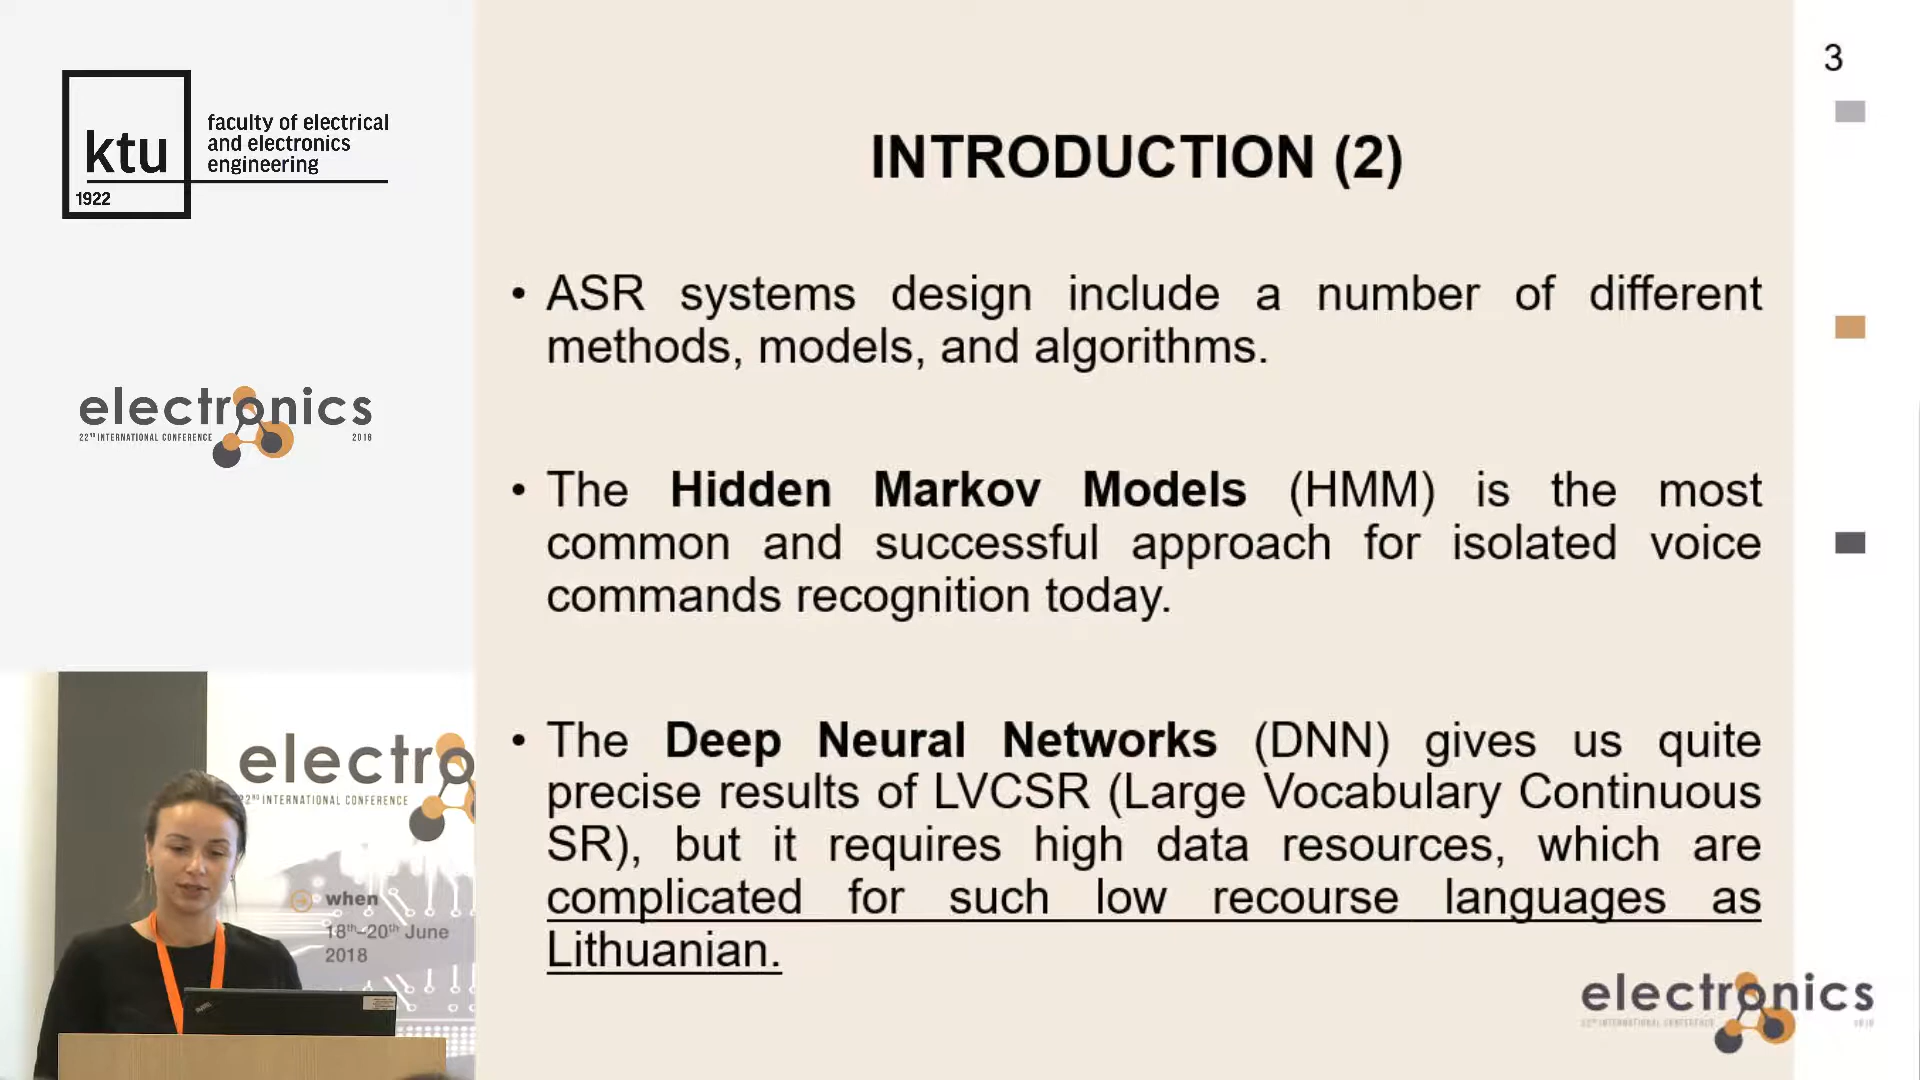 ktu
1922
faculty of electrical
and electronics
engineering
electronics
22ND INTERNATIONAL CONFERENCE 2018
electro
22ND INTERNATIONAL CONFERENCE
when
18th–20th June
2018
3
INTRODUCTION (2)
• ASR systems design include a number of different
methods, models, and algorithms.
• The Hidden Markov Models (HMM) is the most
common and successful approach for isolated voice
commands recognition today.
• The Deep Neural Networks (DNN) gives us quite
precise results of LVCSR (Large Vocabulary Continuous
SR), but it requires high data resources, which are
complicated for such low recourse languages as
Lithuanian.
electronics
22ND INTERNATIONAL CONFERENCE 2018